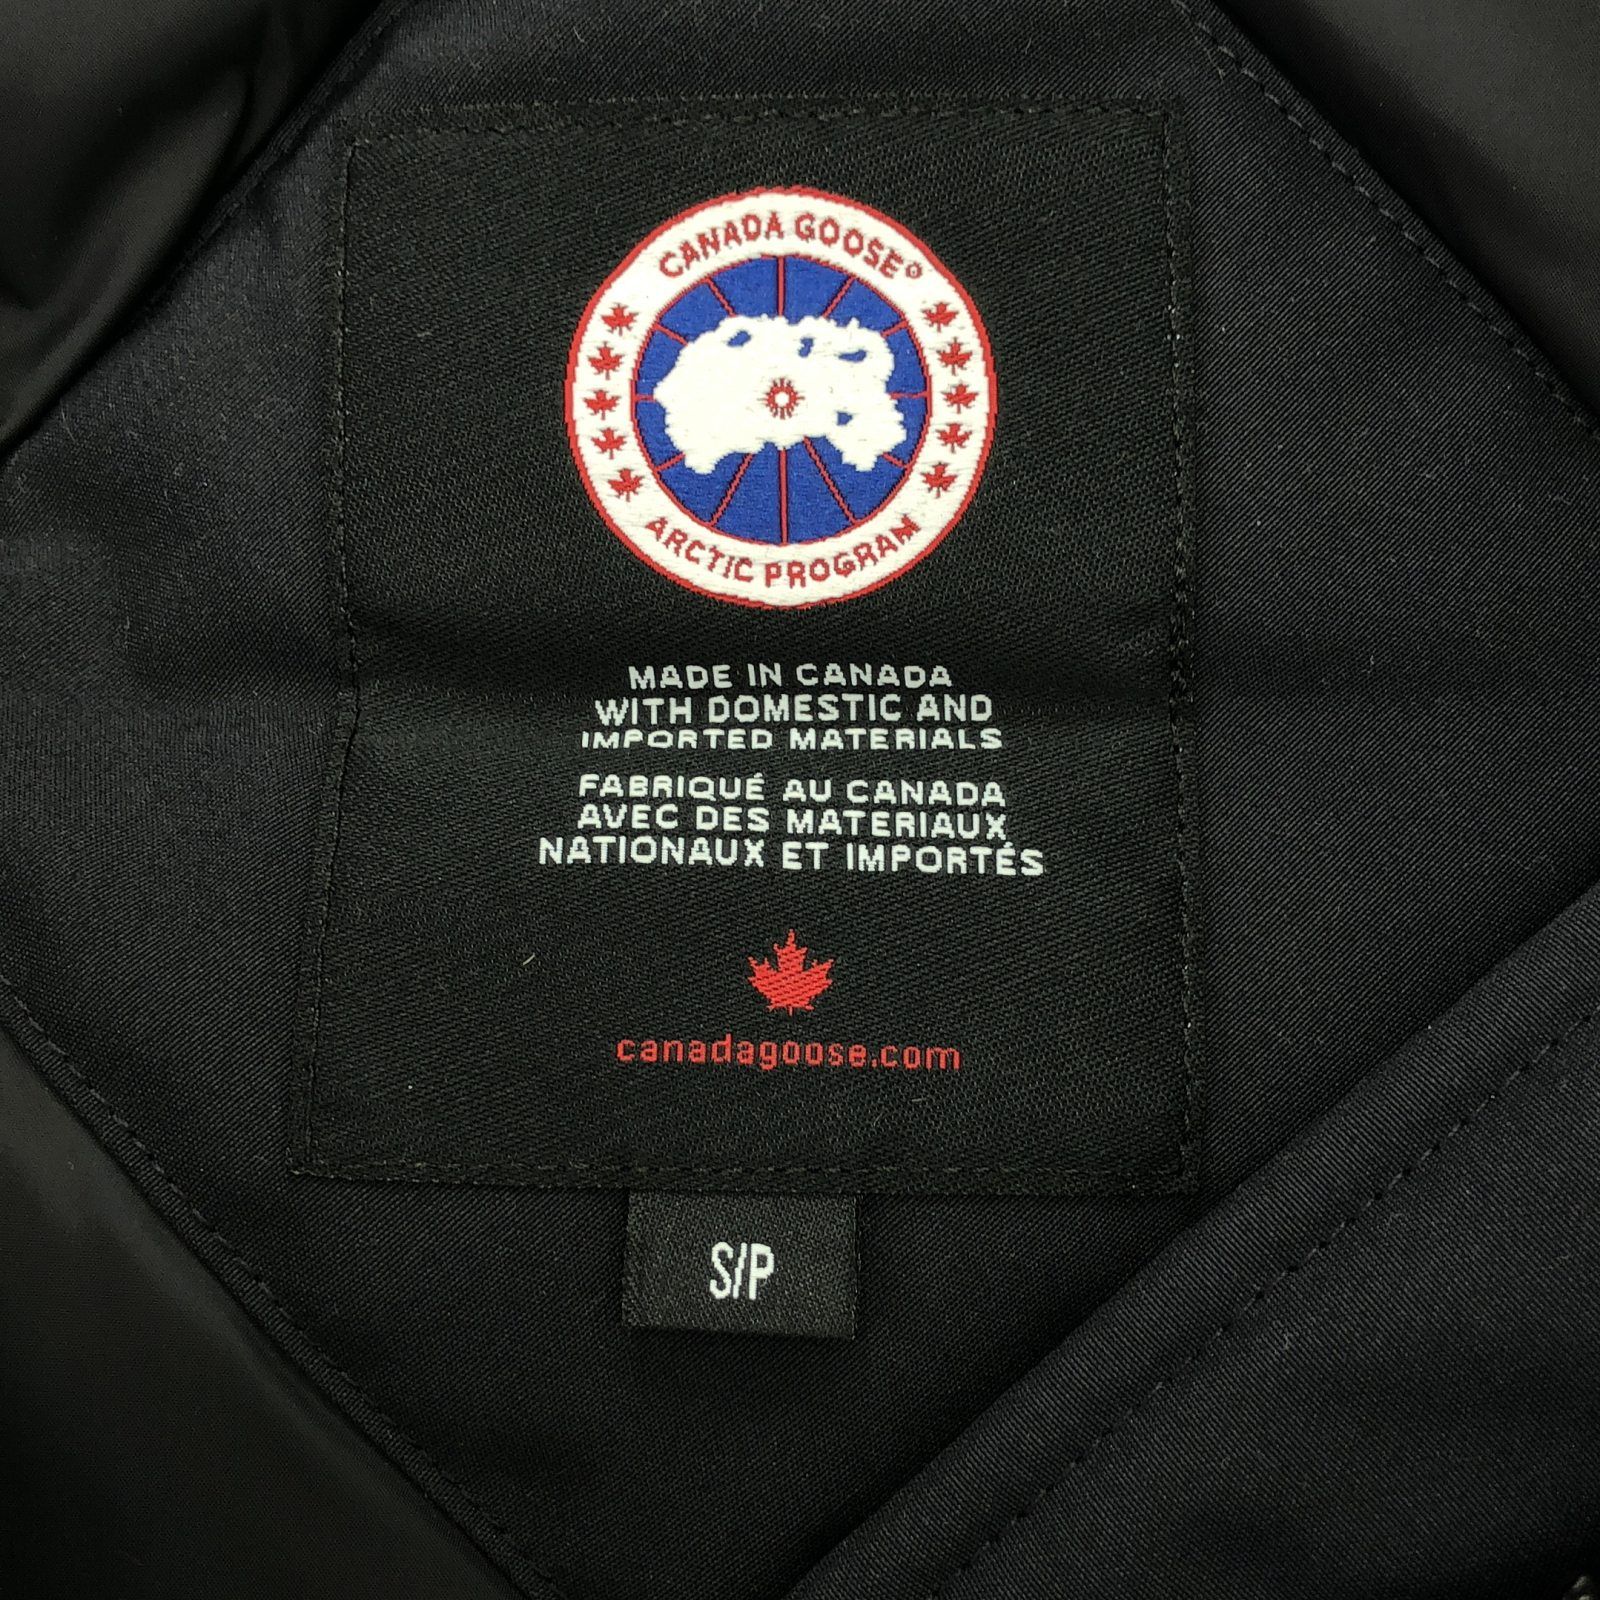 CANADA GOOSE®
ARCTIC PROGRAM
MADE IN CANADA
WITH DOMESTIC AND
IMPORTED MATERIALS
FABRIQUÉ AU CANADA
AVEC DES MATERIAUX
NATIONAUX ET IMPORTÉS
canadagoose.com
S/P